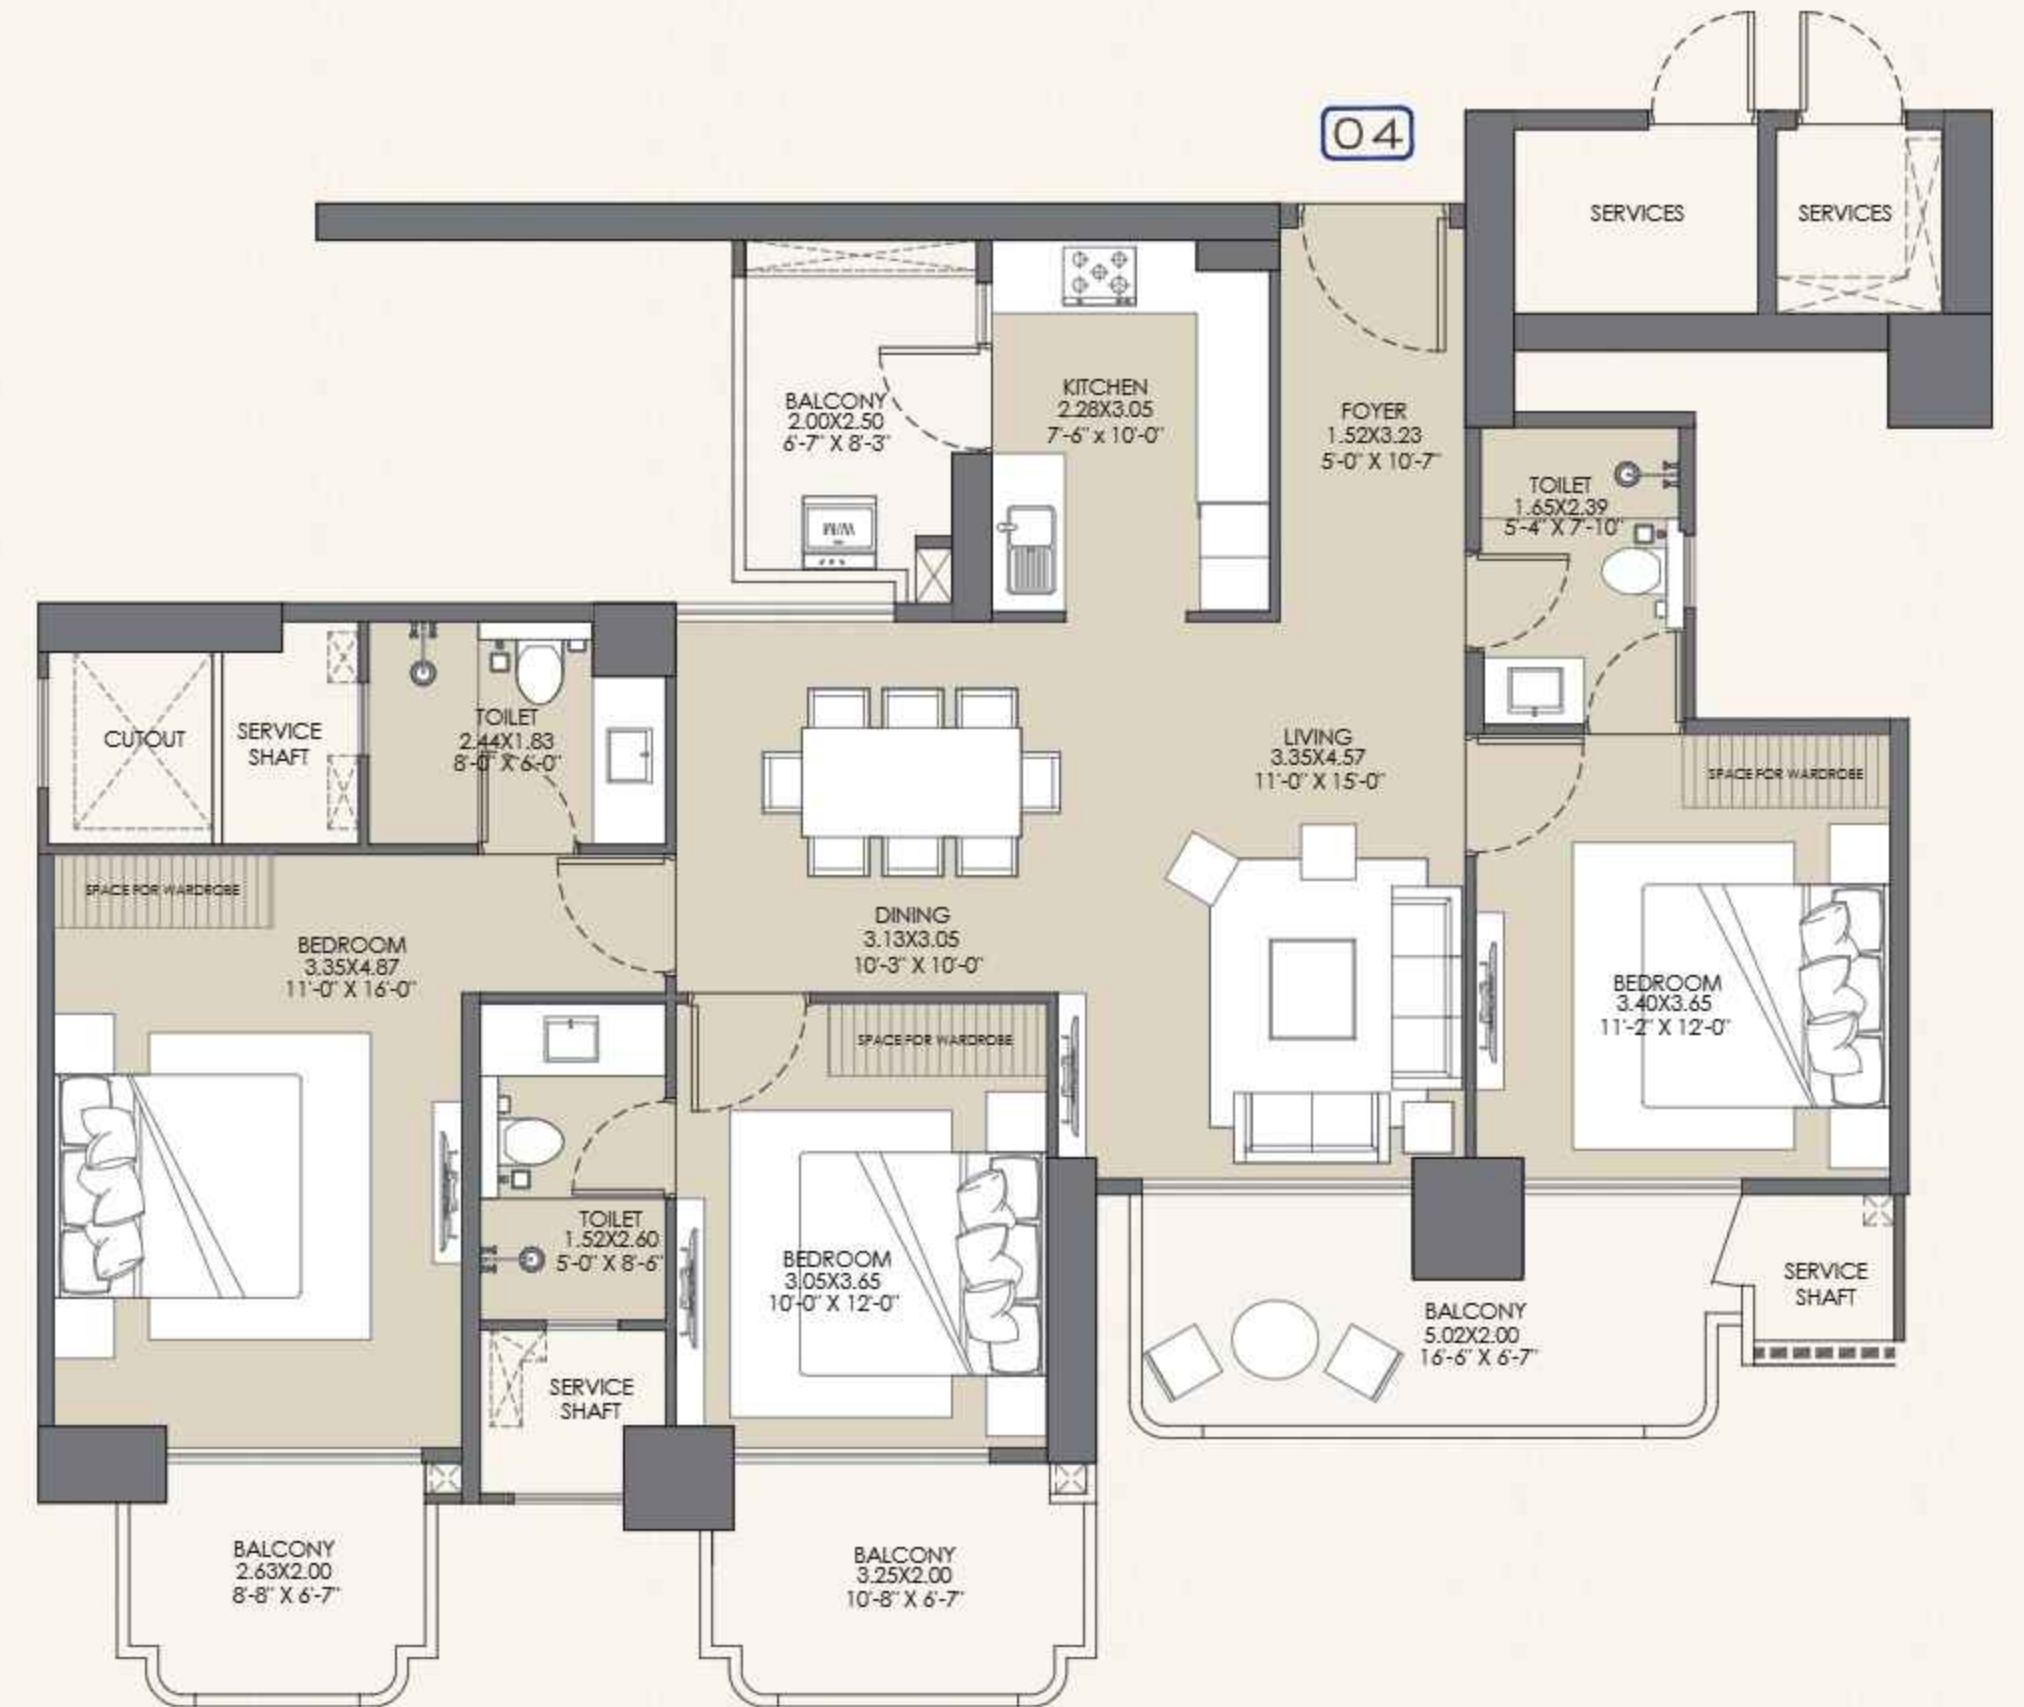 04
SERVICES
SERVICES
BALCONY
2.00X2.50
6'-7" X 8'-3"
KITCHEN
2.28X3.05
7'-6" x 10'-0"
FOYER
1.52X3.23
5'-0" X 10'-7"
TOILET
1.65X2.39
5'-4" X 7'-10"
W/M
CUTOUT
SERVICE
SHAFT
TOILET
2.44X1.83
8'-0" X 6'-0"
LIVING
3.35X4.57
11'-0" X 15'-0"
SPACE FOR WARDROBE
SPACE FOR WARDROBE
BEDROOM
3.35X4.87
11'-0" X 16'-0"
DINING
3.13X3.05
10'-3" X 10'-0"
SPACE FOR WARDROBE
BEDROOM
3.40X3.65
11'-2" X 12'-0"
TOILET
1.52X2.60
5'-0" X 8'-6"
BEDROOM
3.05X3.65
10'-0" X 12'-0"
SERVICE
SHAFT
BALCONY
5.02X2.00
16'-6" X 6'-7"
SERVICE
SHAFT
BALCONY
2.63X2.00
8'-8" X 6'-7"
BALCONY
3.25X2.00
10'-8" X 6'-7"